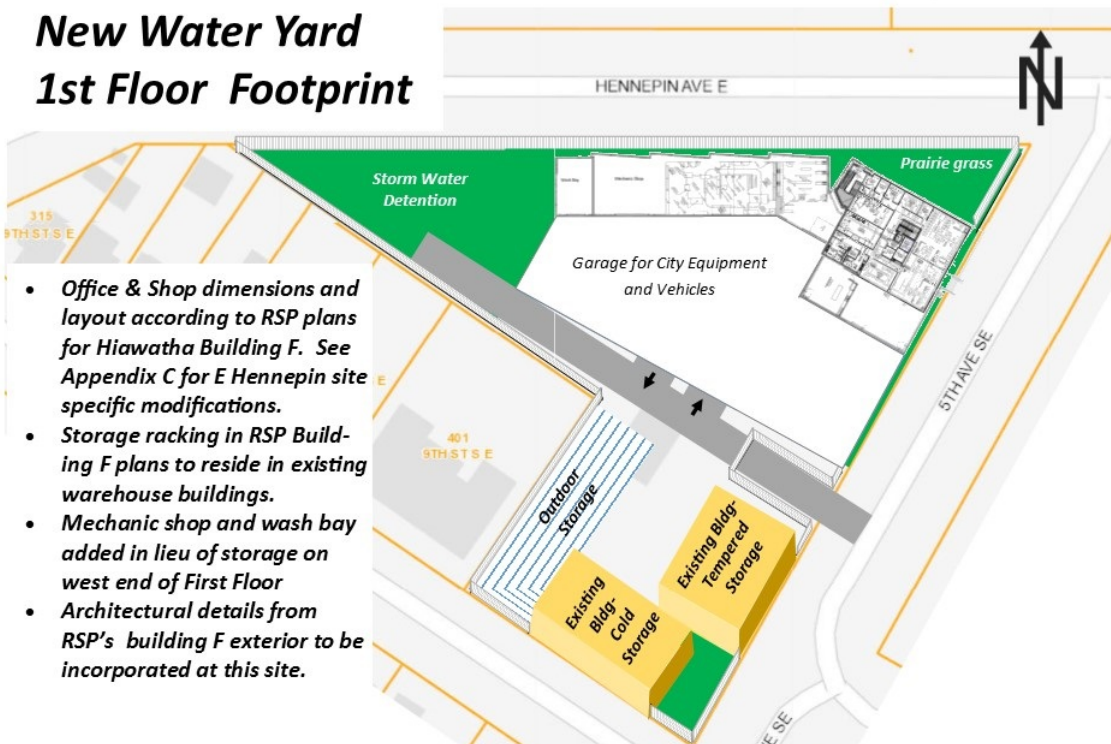 New Water Yard
1st Floor  Footprint
HENNEPIN AVE E
N
Storm Water
Detention
Prairie grass
Mechanic Shop
Garage for City Equipment
and Vehicles
315
9TH ST S E
• Office & Shop dimensions and
layout according to RSP plans
for Hiawatha Building F.  See
Appendix C for E Hennepin site
specific modifications.
• Storage racking in RSP Build-
ing F plans to reside in existing
warehouse buildings.
• Mechanic shop and wash bay
added in lieu of storage on
west end of First Floor
• Architectural details from
RSP's  building F exterior to be
incorporated at this site.
E
401
9TH ST S E
5TH AVE SE
Outdoor
Storage
Existing Bldg-
Tempered
Storage
Existing
Bldg-
Cold
Storage
E SE